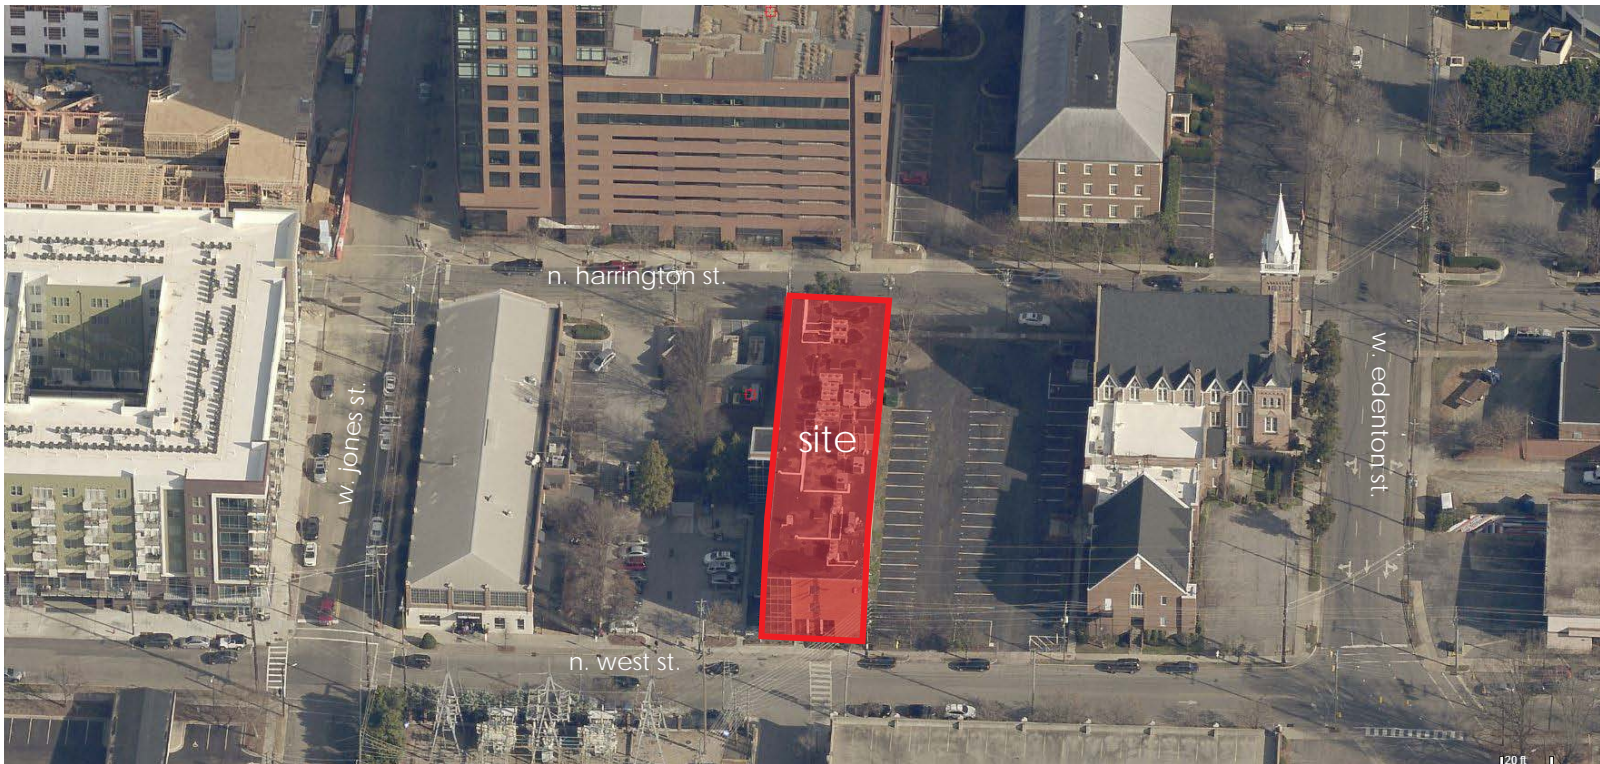 n. harrington st.
w. jones st.
site
w. edenton st.
n. west st.
20 ft